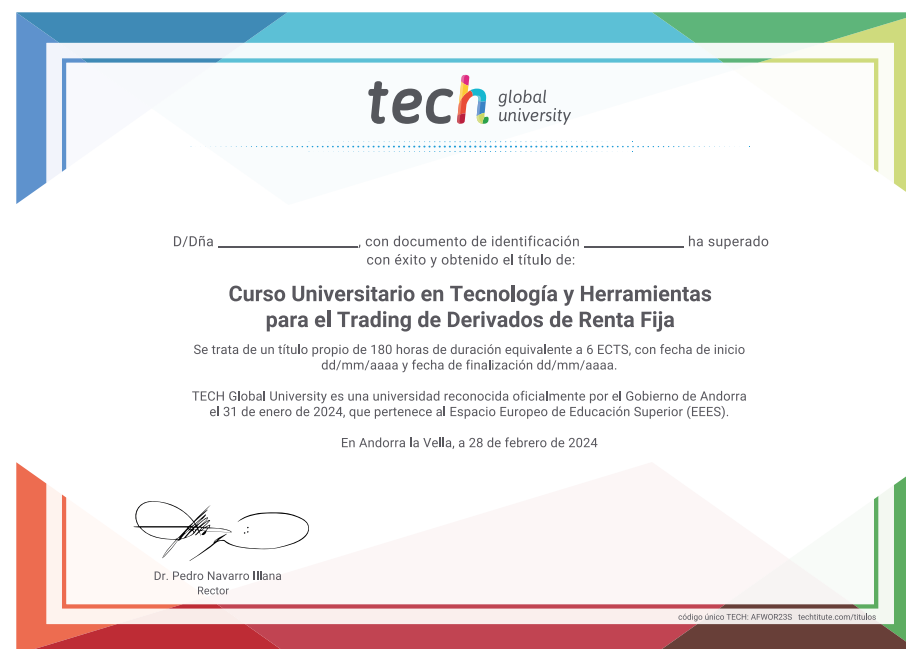 tech global university
D/Dña ____________________, con documento de identificación ______________ ha superado
con éxito y obtenido el título de:
Curso Universitario en Tecnología y Herramientas
para el Trading de Derivados de Renta Fija
Se trata de un título propio de 180 horas de duración equivalente a 6 ECTS, con fecha de inicio
dd/mm/aaaa y fecha de finalización dd/mm/aaaa.
TECH Global University es una universidad reconocida oficialmente por el Gobierno de Andorra
el 31 de enero de 2024, que pertenece al Espacio Europeo de Educación Superior (EEES).
En Andorra la Vella, a 28 de febrero de 2024
Dr. Pedro Navarro Illana
Rector
código único TECH: AFWOR23S techtitute.com/titulos